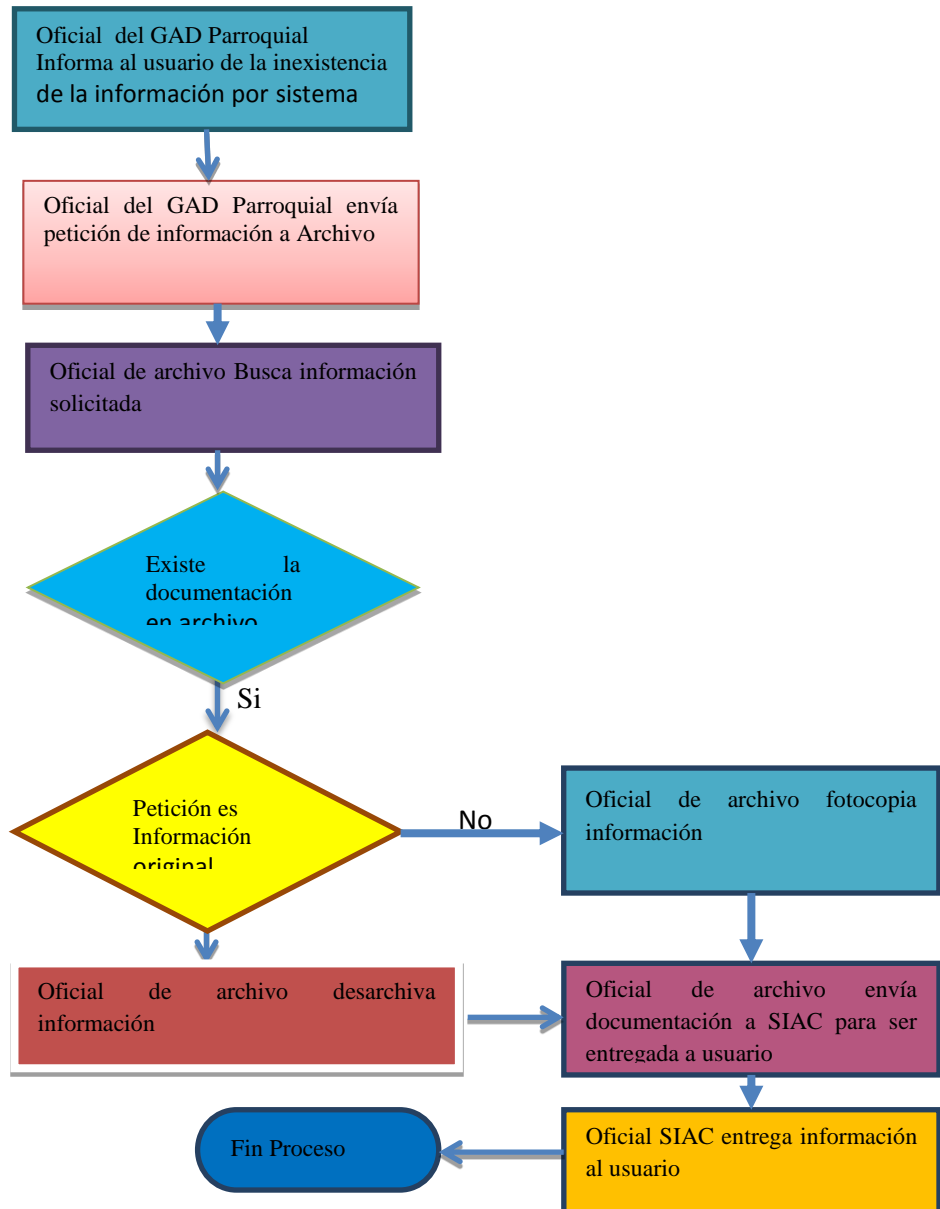 Oficial del GAD Parroquial
Informa al usuario de la inexistencia
de la información por sistema
Oficial del GAD Parroquial envía
petición de información a Archivo
Oficial de archivo Busca información
solicitada
Existe la
documentación
en archivo
Si
Petición es
Información
original
No
Oficial de archivo fotocopia
información
Oficial de archivo desarchiva
información
Oficial de archivo envía
documentación a SIAC para ser
entregada a usuario
Oficial SIAC entrega información
al usuario
Fin Proceso